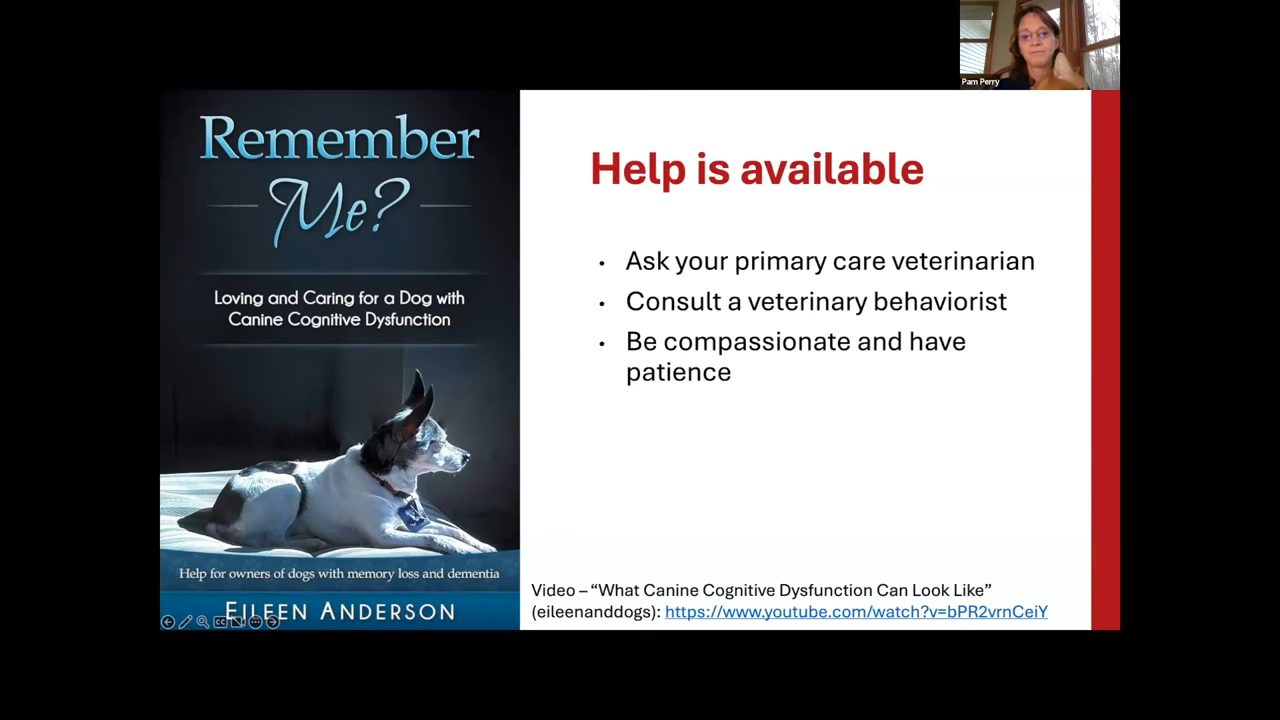 Pam Perry
Remember
Me?
Loving and Caring for a Dog with
Canine Cognitive Dysfunction
Help for owners of dogs with memory loss and dementia
EILEEN ANDERSON
Help is available
• Ask your primary care veterinarian
• Consult a veterinary behaviorist
• Be compassionate and have
patience
Video – “What Canine Cognitive Dysfunction Can Look Like”
(eileenanddogs): https://www.youtube.com/watch?v=bPR2vrnCeiY